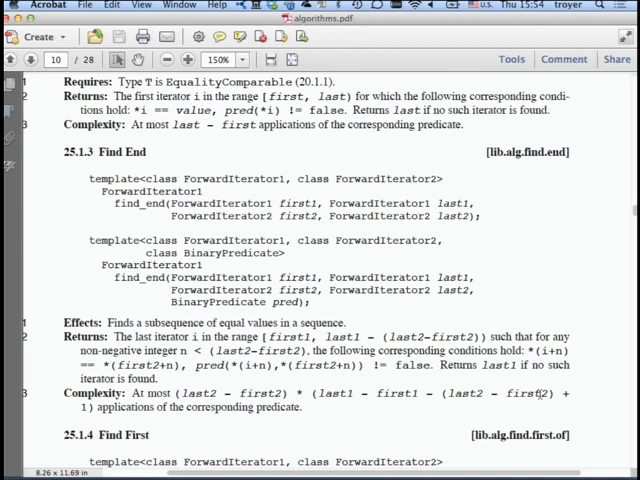 Acrobat File Edit View Window Help U.S. Thu 15:54 troyer
algorithms.pdf
Create
10 / 28 150% Tools Comment Share
1 Requires: Type T is EqualityComparable (20.1.1).
2 Returns: The first iterator i in the range [first, last) for which the following corresponding condi-
tions hold: *i == value, pred(*i) != false. Returns last if no such iterator is found.
3 Complexity: At most last - first applications of the corresponding predicate.
25.1.3 Find End [lib.alg.find.end]
template<class ForwardIterator1, class ForwardIterator2>
ForwardIterator1
find_end(ForwardIterator1 first1, ForwardIterator1 last1,
ForwardIterator2 first2, ForwardIterator2 last2);
template<class ForwardIterator1, class ForwardIterator2,
class BinaryPredicate>
ForwardIterator1
find_end(ForwardIterator1 first1, ForwardIterator1 last1,
ForwardIterator2 first2, ForwardIterator2 last2,
BinaryPredicate pred);
1 Effects: Finds a subsequence of equal values in a sequence.
2 Returns: The last iterator i in the range [first1, last1 - (last2-first2)) such that for any
non-negative integer n < (last2-first2), the following corresponding conditions hold: *(i+n)
== *(first2+n), pred(*(i+n),*(first2+n)) != false. Returns last1 if no such
iterator is found.
3 Complexity: At most (last2 - first2) * (last1 - first1 - (last2 - first2) +
1) applications of the corresponding predicate.
25.1.4 Find First [lib.alg.find.first.of]
template<class ForwardIterator1, class ForwardIterator2>
8.26 x 11.69 in